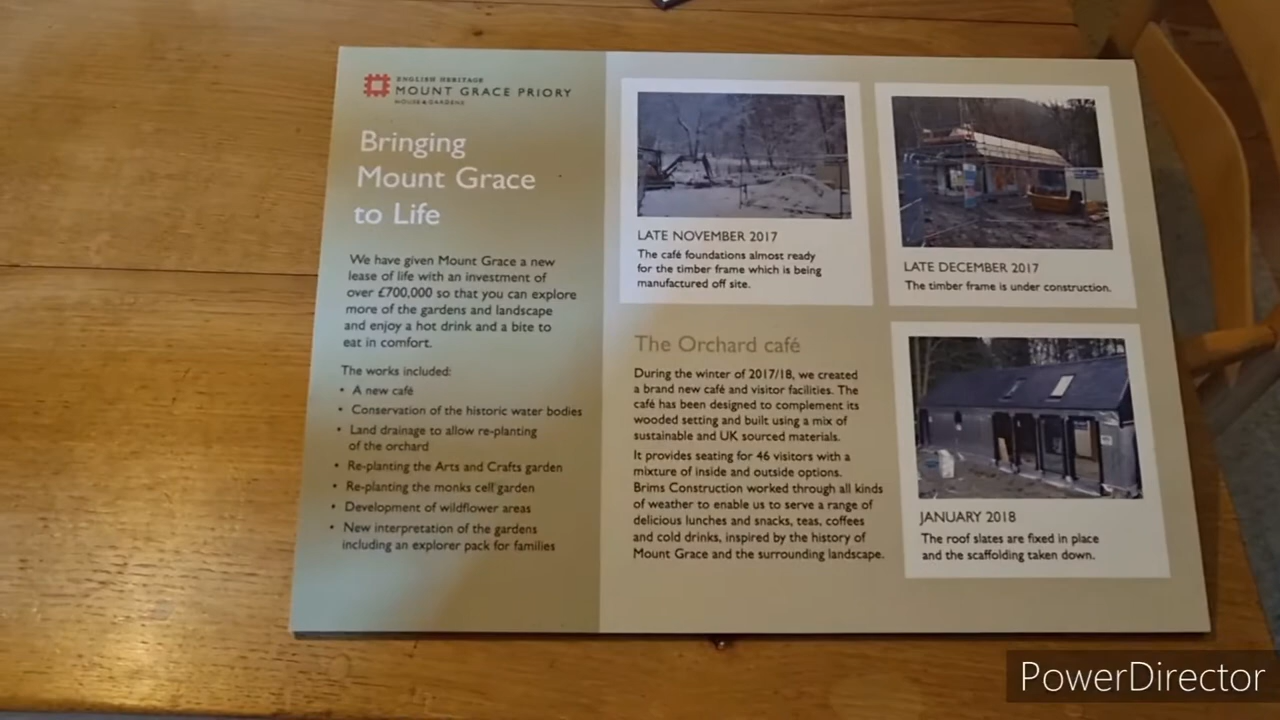 ENGLISH HERITAGE
MOUNT GRACE PRIORY
HOUSE & GARDENS
Bringing
Mount Grace
to Life
We have given Mount Grace a new
lease of life with an investment of
over £700,000 so that you can explore
more of the gardens and landscape
and enjoy a hot drink and a bite to
eat in comfort.
The works included:
• A new café
• Conservation of the historic water bodies
• Land drainage to allow re-planting
of the orchard
• Re-planting the Arts and Crafts garden
• Re-planting the monks cell garden
• Development of wildflower areas
• New interpretation of the gardens
including an explorer pack for families
LATE NOVEMBER 2017
The café foundations almost ready
for the timber frame which is being
manufactured off site.
LATE DECEMBER 2017
The timber frame is under construction.
The Orchard café
During the winter of 2017/18, we created
a brand new café and visitor facilities. The
café has been designed to complement its
wooded setting and built using a mix of
sustainable and UK sourced materials.
It provides seating for 46 visitors with a
mixture of inside and outside options.
Brims Construction worked through all kinds
of weather to enable us to serve a range of
delicious lunches and snacks, teas, coffees
and cold drinks, inspired by the history of
Mount Grace and the surrounding landscape.
JANUARY 2018
The roof slates are fixed in place
and the scaffolding taken down.
PowerDirector